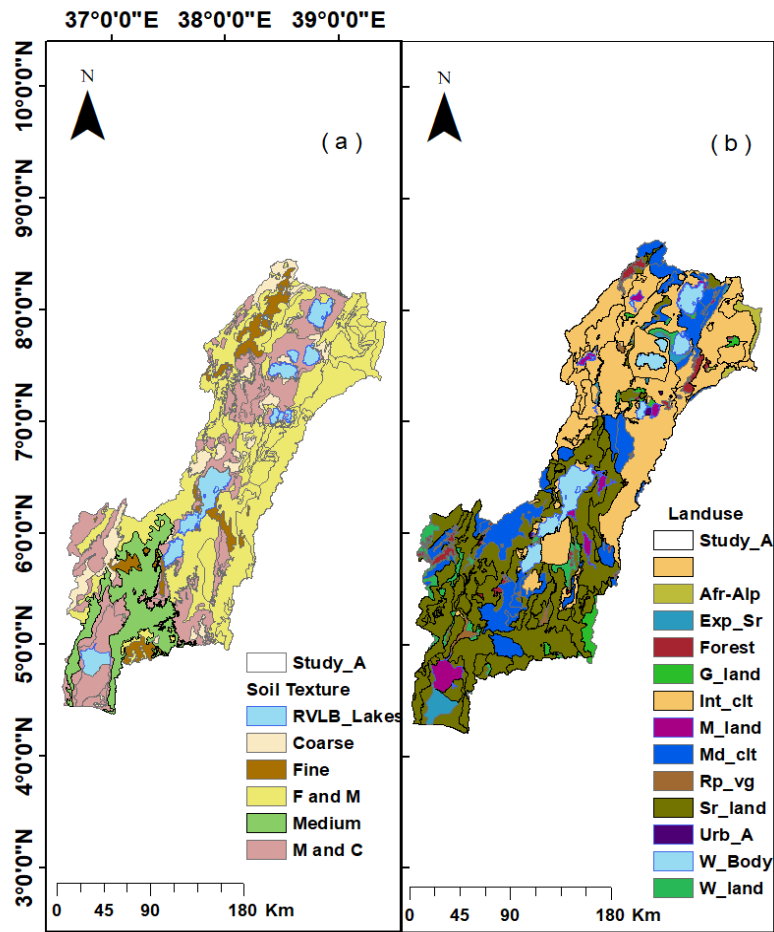 37°0'0"E 38°0'0"E 39°0'0"E
10°0'0"N
9°0'0"N
8°0'0"N
7°0'0"N
6°0'0"N
5°0'0"N
4°0'0"N
3°0'0"N
N
( a )
Study_A
Soil Texture
RVLB_Lakes
Coarse
Fine
F and M
Medium
M and C
0 45 90 180 Km
N
( b )
Landuse
Study_A
Afr-Alp
Exp_Sr
Forest
G_land
Int_clt
M_land
Md_clt
Rp_vg
Sr_land
Urb_A
W_Body
W_land
0 45 90 180 Km